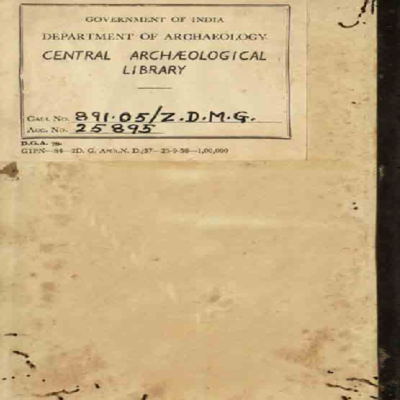 GOVERNMENT OF INDIA
DEPARTMENT OF ARCHAEOLOGY
CENTRAL ARCHÆOLOGICAL
LIBRARY
CALL No. 891.05/Z.D.M.G.
Acc. No. 25895
D.G.A. 79.
GIPN—S4—2D. G. Arch. N. D./57—25-9-58—1,00,000